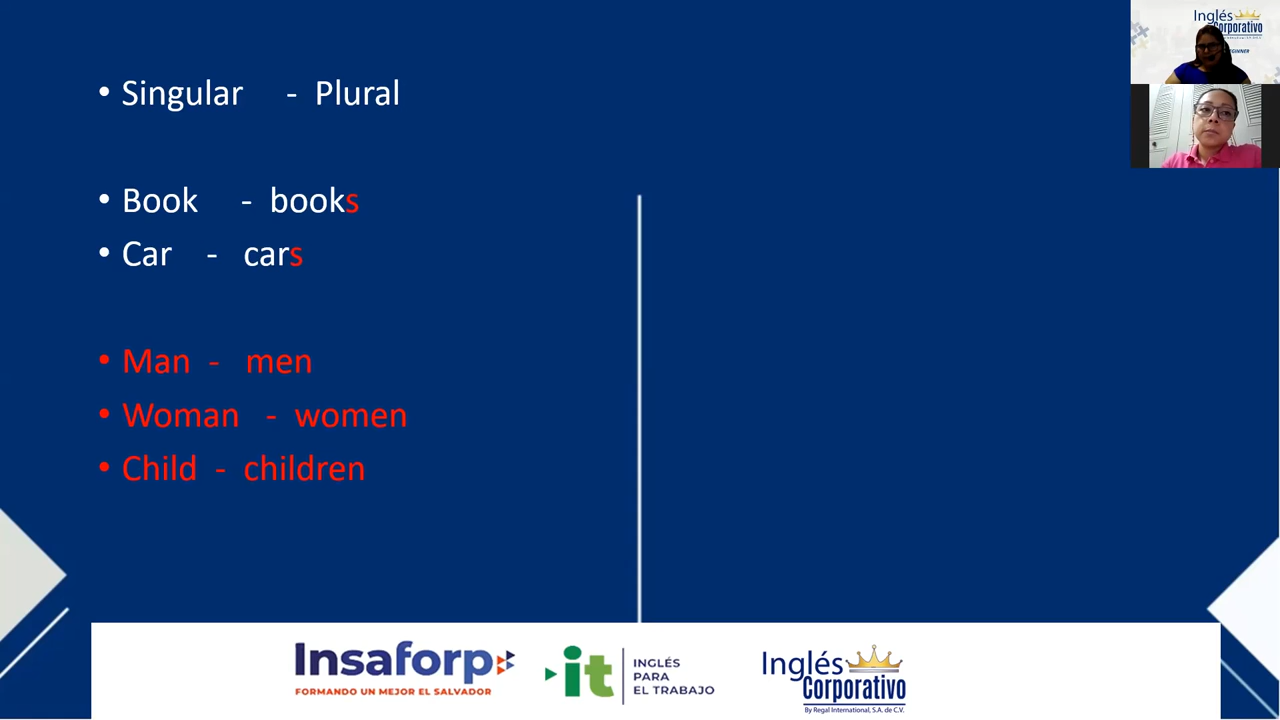 • Singular - Plural
• Book - books
• Car - cars
• Man - men
• Woman - women
• Child - children
Insaforp
FORMANDO UN MEJOR EL SALVADOR
it
INGLÉS
PARA
EL TRABAJO
Inglés
Corporativo
By Regal International, S.A. de C.V.
Inglés
Corporativo